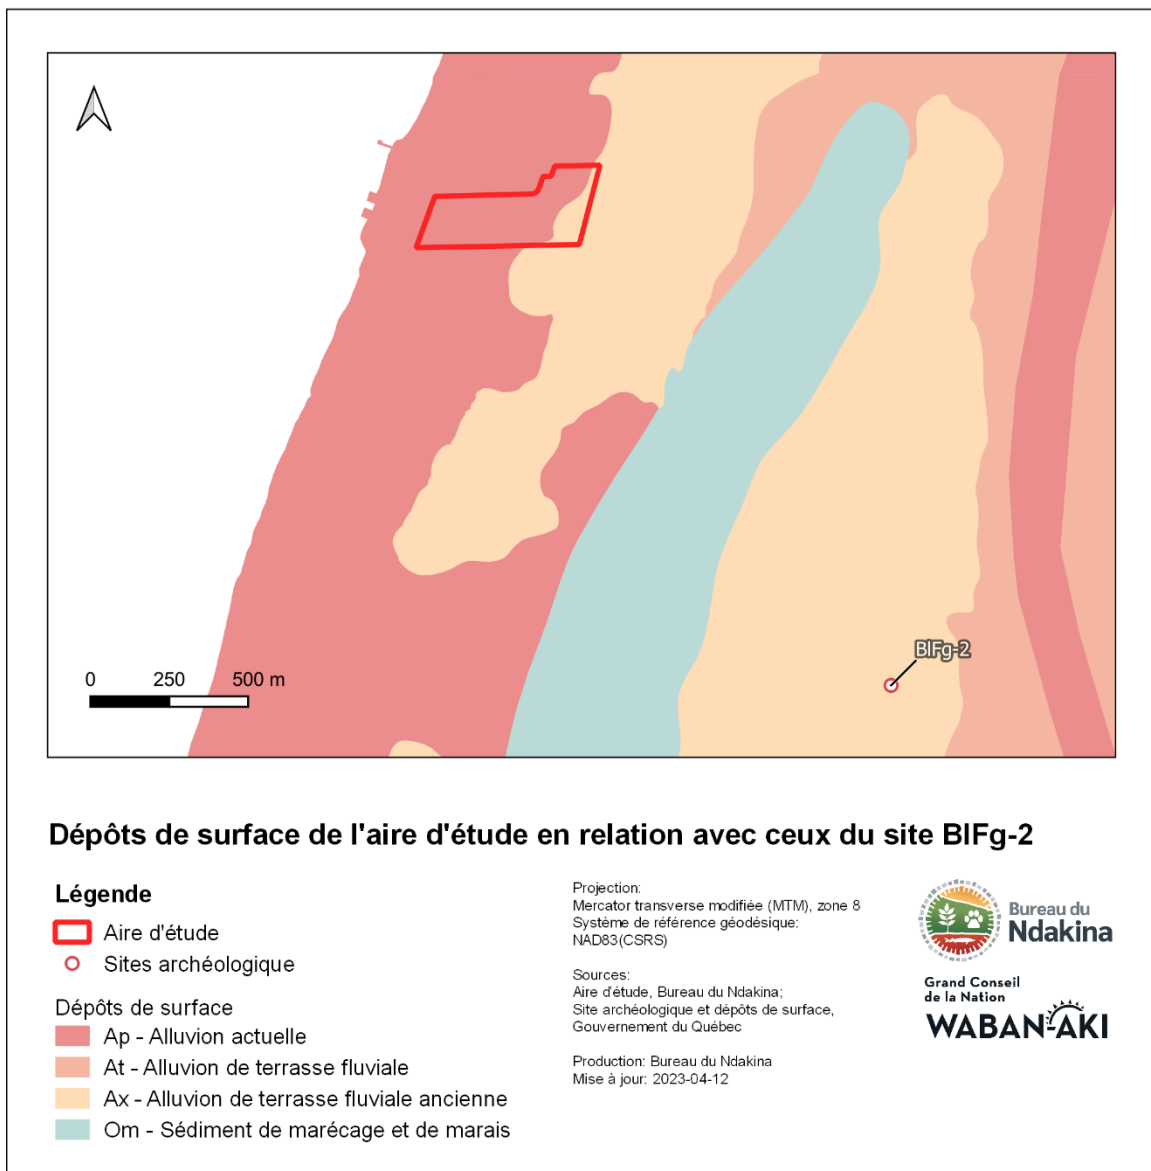 BIFg-2
0 250 500 m
Dépôts de surface de l'aire d'étude en relation avec ceux du site BIFg-2
Légende
Aire d'étude
Sites archéologique
Dépôts de surface
Ap - Alluvion actuelle
At - Alluvion de terrasse fluviale
Ax - Alluvion de terrasse fluviale ancienne
Om - Sédiment de marécage et de marais
Projection:
Mercator transverse modifiée (MTM), zone 8
Système de référence géodésique:
NAD83(CSRS)
Sources:
Aire d'étude, Bureau du Ndakina;
Site archéologique et dépôts de surface,
Gouvernement du Québec
Production: Bureau du Ndakina
Mise à jour: 2023-04-12
Bureau du
Ndakina
Grand Conseil
de la Nation
WABAN-AKI